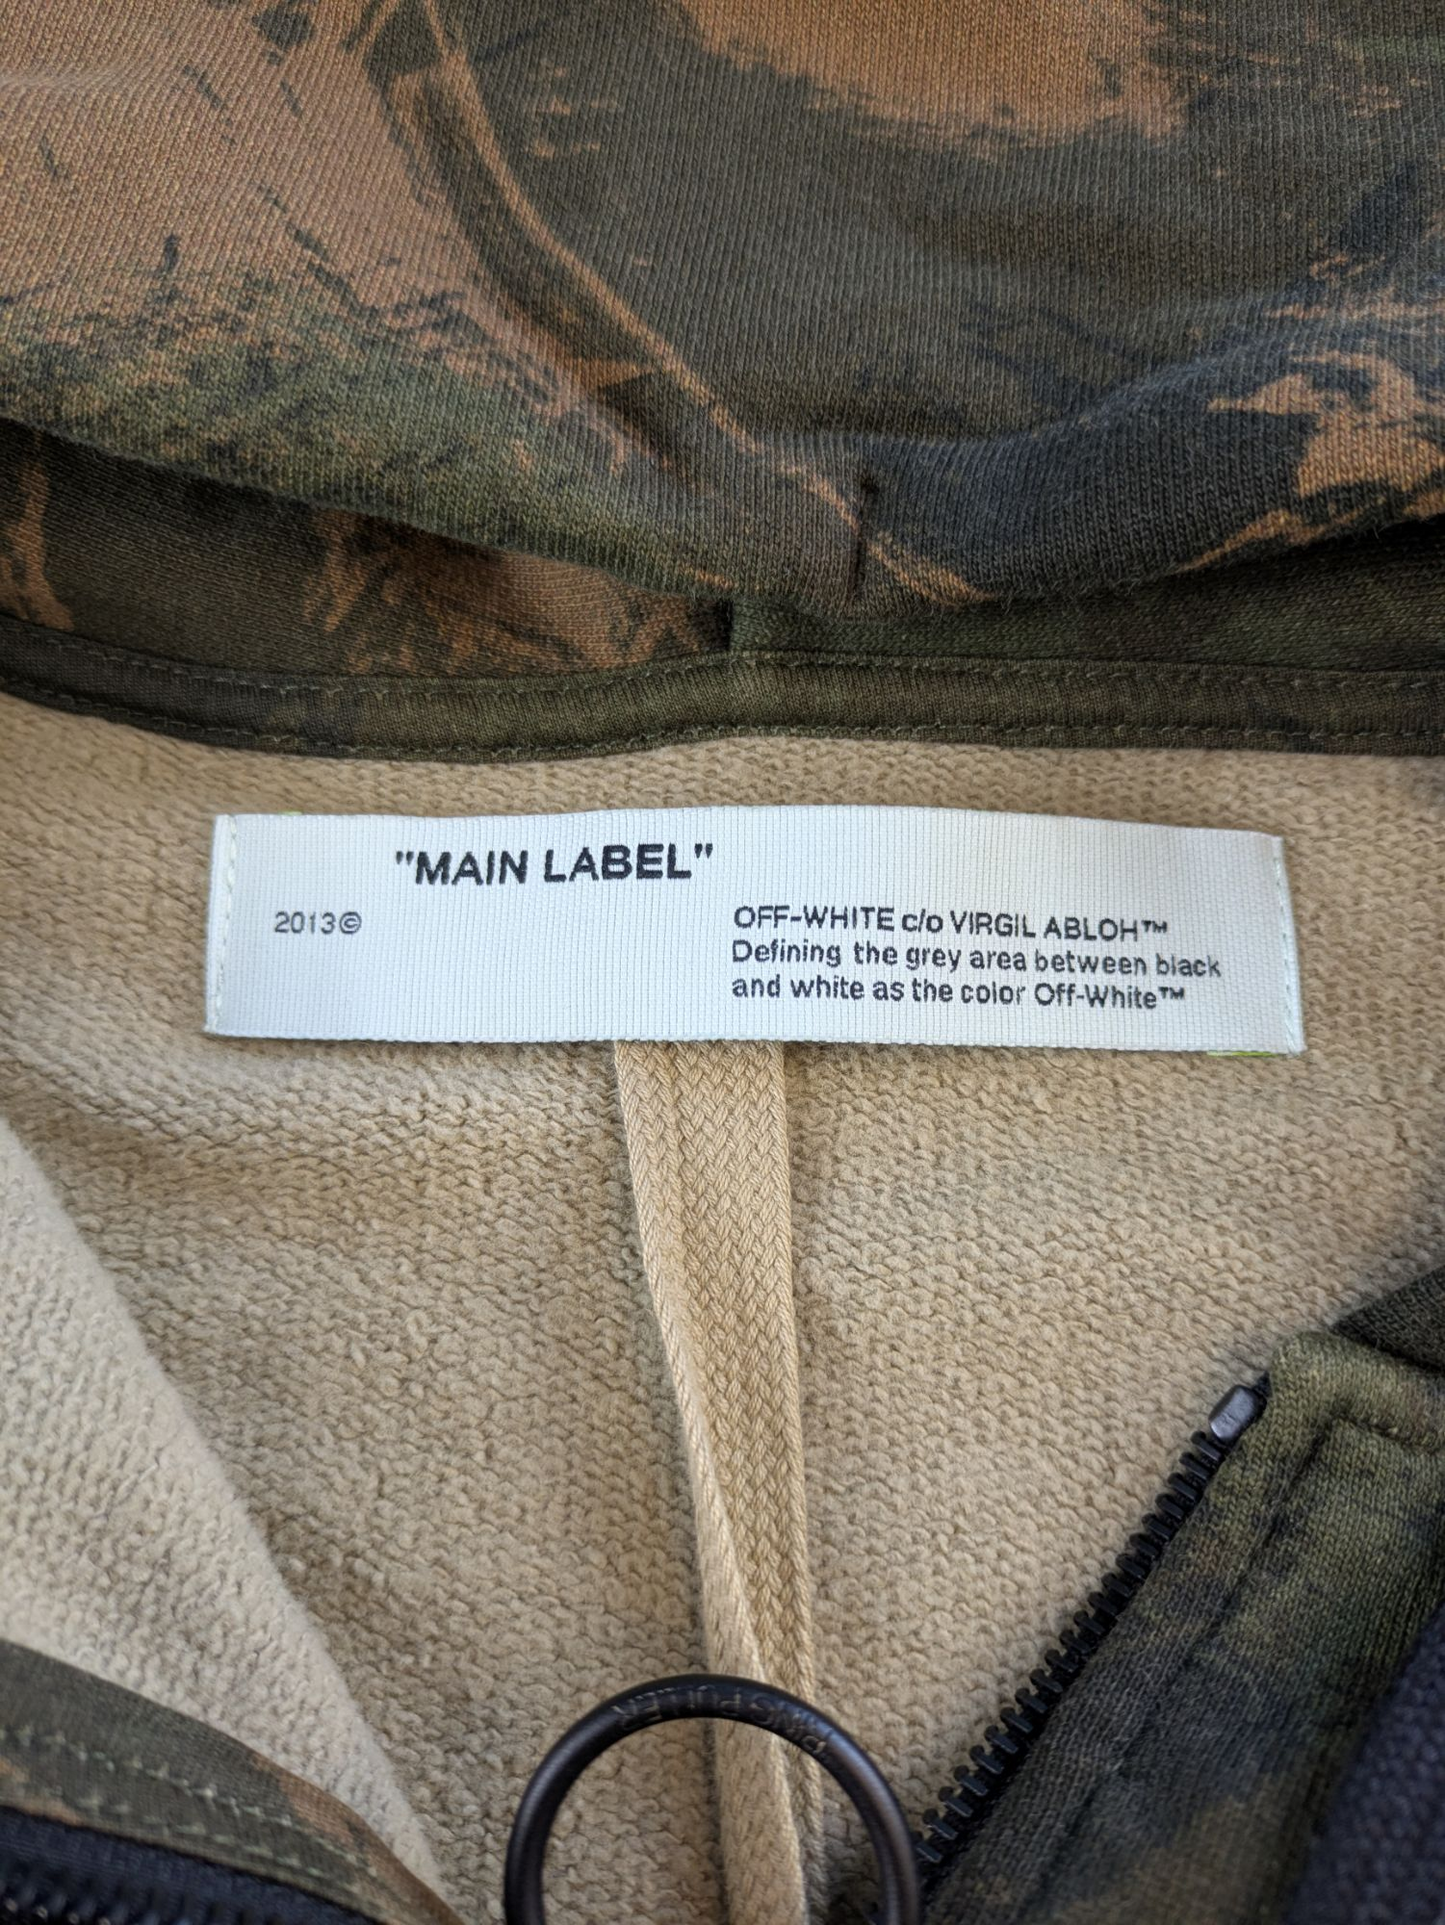 "MAIN LABEL"
2013©
OFF-WHITE c/o VIRGIL ABLOH™
Defining the grey area between black
and white as the color Off-White™